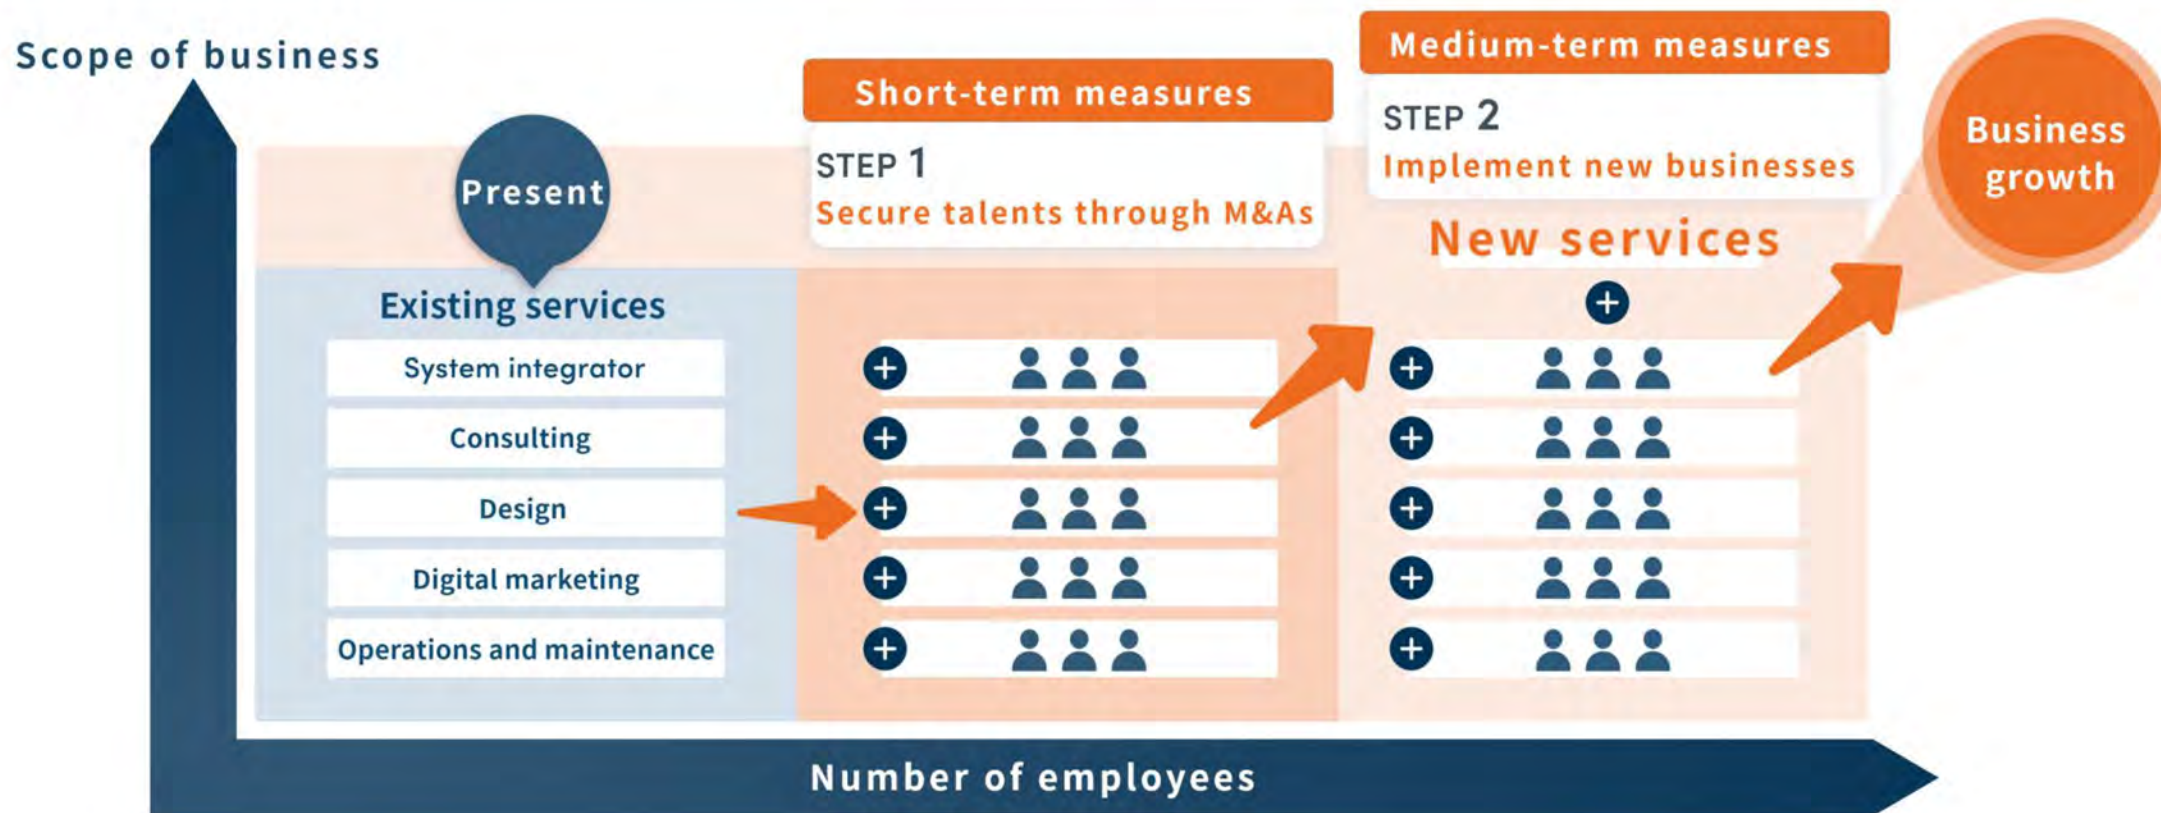 Scope of business
Present
Existing services
System integrator
Consulting
Design
Digital marketing
Operations and maintenance
Short-term measures
STEP 1
Secure talents through M&As
Medium-term measures
STEP 2
Implement new businesses
New services
Business
growth
Number of employees